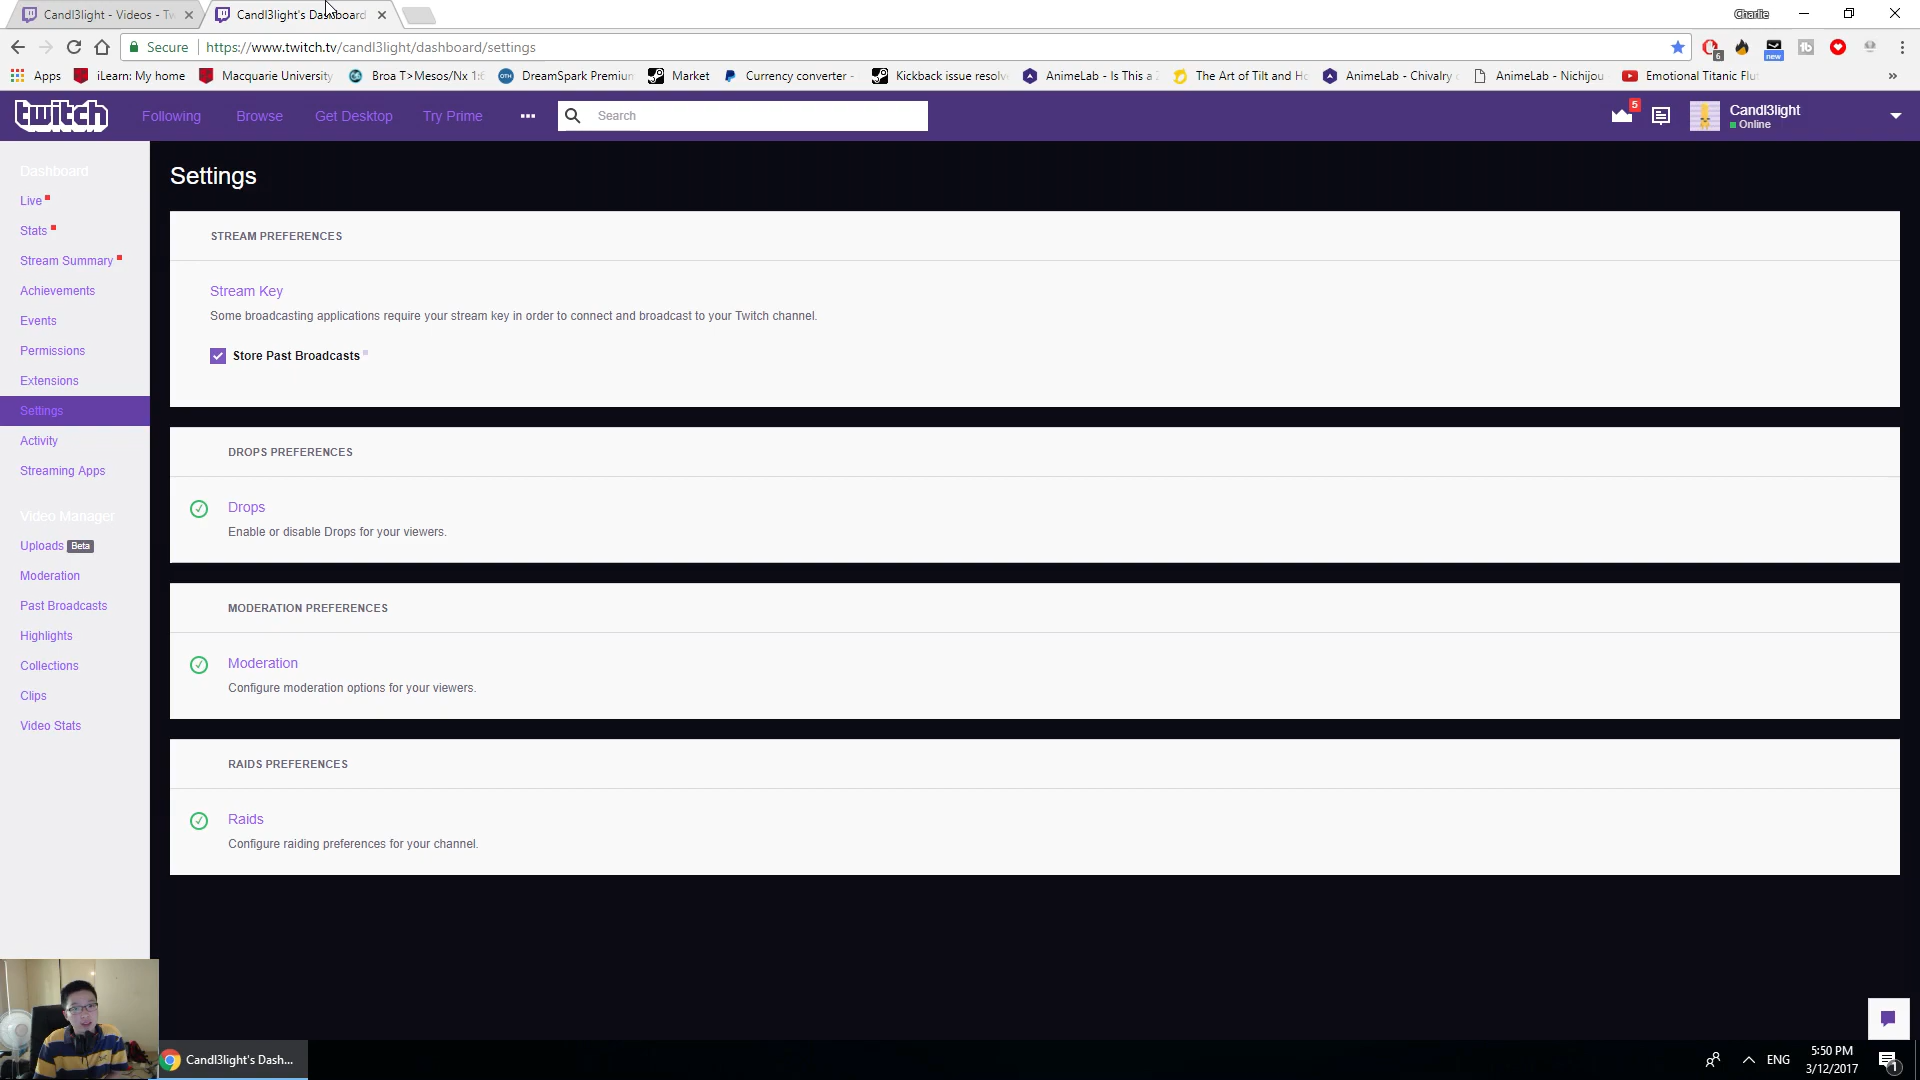 Candl3light - Videos - Tw
Candl3light's Dashboard
Charlie
Secure
https://www.twitch.tv/candl3light/dashboard/settings
6
new
Apps
iLearn: My home
Macquarie University
Broa T>Mesos/Nx 1:6
DreamSpark Premium
Market
Currency converter -
Kickback issue resolv
AnimeLab - Is This a
The Art of Tilt and Ho
AnimeLab - Chivalry
AnimeLab - Nichijou
Emotional Titanic Flu
»
twitch
Following
Browse
Get Desktop
Try Prime
Search
5
Candl3light
Online
Dashboard
Live
Stats
Stream Summary
Achievements
Events
Permissions
Extensions
Settings
Activity
Streaming Apps
Video Manager
Uploads Beta
Moderation
Past Broadcasts
Highlights
Collections
Clips
Video Stats
Settings
STREAM PREFERENCES
Stream Key
Some broadcasting applications require your stream key in order to connect and broadcast to your Twitch channel.
Store Past Broadcasts
DROPS PREFERENCES
Drops
Enable or disable Drops for your viewers.
MODERATION PREFERENCES
Moderation
Configure moderation options for your viewers.
RAIDS PREFERENCES
Raids
Configure raiding preferences for your channel.
Candl3light's Dash...
ENG
5:50 PM
3/12/2017
1